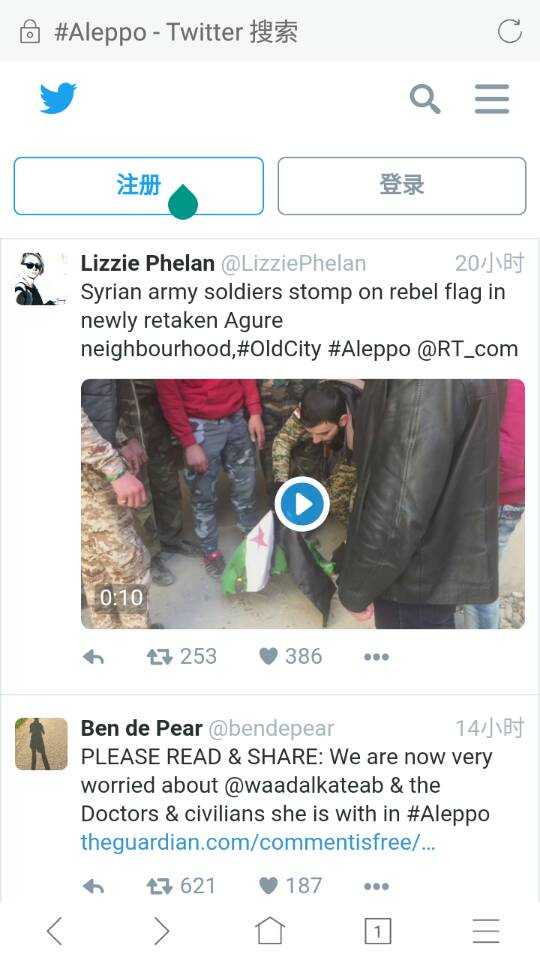 #Aleppo - Twitter 搜索
注册
登录
Lizzie Phelan @LizziePhelan 20小时
Syrian army soldiers stomp on rebel flag in
newly retaken Agure
neighbourhood,#OldCity #Aleppo @RT_com
0:10
253 386
Ben de Pear @bendepear 14小时
PLEASE READ & SHARE: We are now very
worried about @waadalkateab & the
Doctors & civilians she is with in #Aleppo
theguardian.com/commentisfree/…
621 187
1